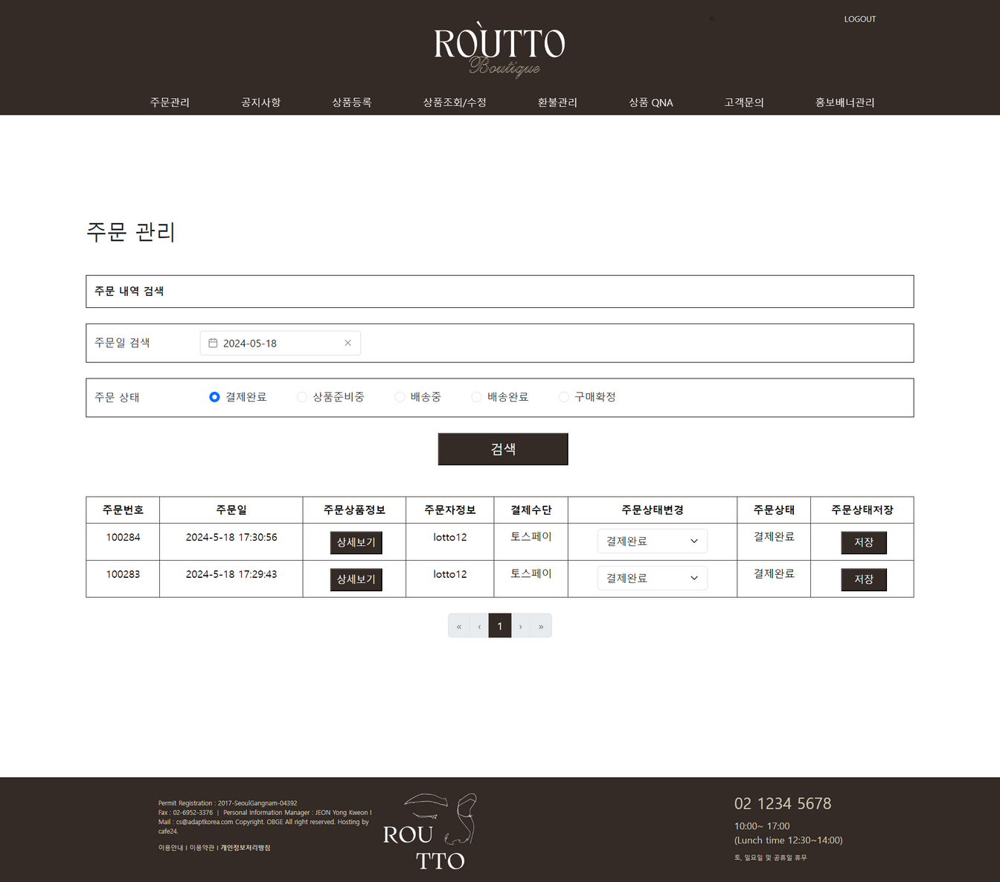 LOGOUT
ROÙTTO
Boutique
주문관리 공지사항 상품등록 상품조회/수정 환불관리 상품 QNA 고객문의 홍보배너관리
주문 관리
주문 내역 검색
주문일 검색 2024-05-18
주문 상태 결제완료 상품준비중 배송중 배송완료 구매확정
검색
주문번호 주문일 주문상품정보 주문자정보 결제수단 주문상태변경 주문상태 주문상태저장
100284 2024-5-18 17:30:56 상세보기 lotto12 토스페이 결제완료 결제완료 저장
100283 2024-5-18 17:29:43 상세보기 lotto12 토스페이 결제완료 결제완료 저장
« ‹ 1 › »
Permit Registration : 2017-SeoulGangnam-04392
Fax : 02-6952-3376 | Personal Information Manager : JEON Yong Kweon I
Mail : cs@adaptkorea.com Copyright. OBGE All right reserved. Hosting by
cafe24.
이용안내 I 이용약관 I 개인정보처리방침
ROU
TTO
02 1234 5678
10:00~ 17:00
(Lunch time 12:30~14:00)
토, 일요일 및 공휴일 휴무